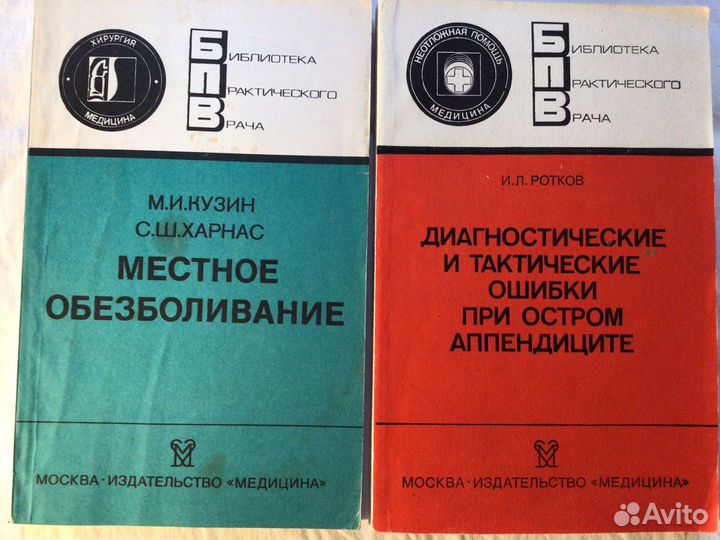 ХИРУРГИЯ
МЕДИЦИНА
БИБЛИОТЕКА
ПРАКТИЧЕСКОГО
ВРАЧА
М.И.КУЗИН
С.Ш.ХАРНАС
МЕСТНОЕ
ОБЕЗБОЛИВАНИЕ
МОСКВА·ИЗДАТЕЛЬСТВО «МЕДИЦИНА»
НЕОТЛОЖНАЯ ПОМОЩЬ
МЕДИЦИНА
БИБЛИОТЕКА
ПРАКТИЧЕСКОГО
ВРАЧА
И.Л. РОТКОВ
ДИАГНОСТИЧЕСКИЕ
И ТАКТИЧЕСКИЕ
ОШИБКИ
ПРИ ОСТРОМ
АППЕНДИЦИТЕ
МОСКВА·ИЗДАТЕЛЬСТВО «МЕДИЦИНА»
Avito